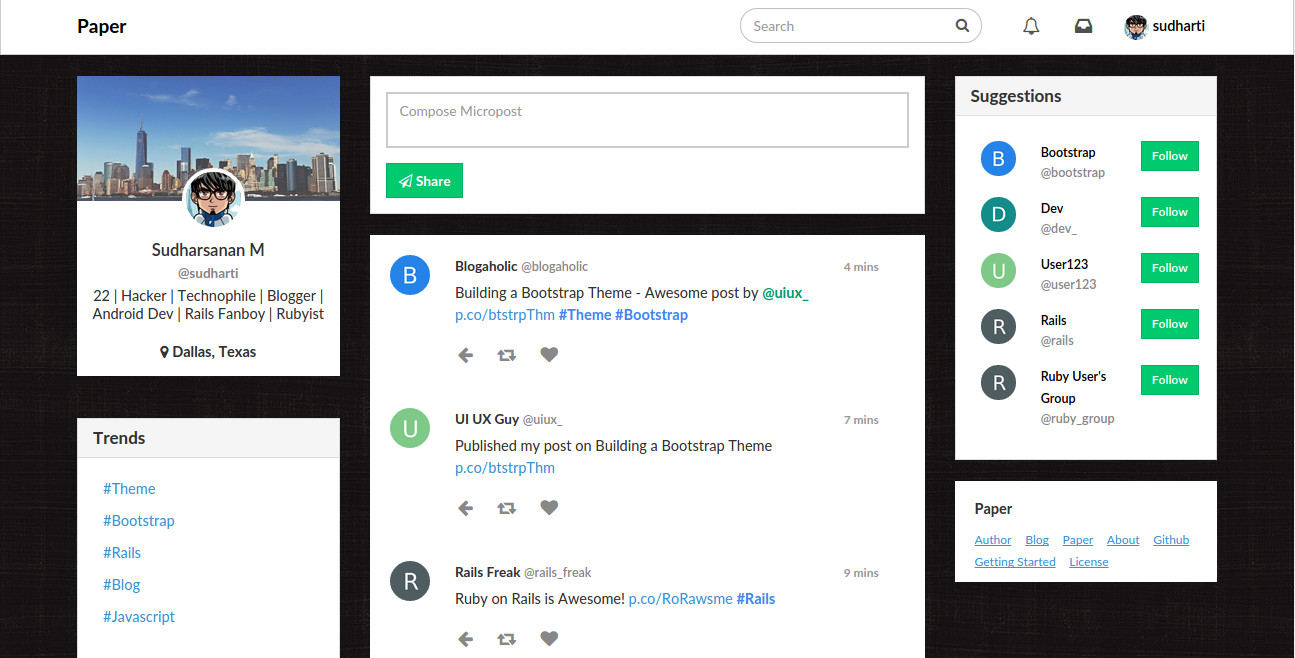 Paper
Search
sudharti
Sudharsanan M
@sudharti
22 | Hacker | Technophile | Blogger |
Android Dev | Rails Fanboy | Rubyist
Dallas, Texas
Trends
#Theme
#Bootstrap
#Rails
#Blog
#Javascript
Compose Micropost
Share
B
Blogaholic @blogaholic 4 mins
Building a Bootstrap Theme - Awesome post by @uiux_
p.co/btstrpThm #Theme #Bootstrap
U
UI UX Guy @uiux_ 7 mins
Published my post on Building a Bootstrap Theme
p.co/btstrpThm
R
Rails Freak @rails_freak 9 mins
Ruby on Rails is Awesome! p.co/RoRawsme #Rails
Suggestions
B
Bootstrap
@bootstrap
Follow
D
Dev
@dev_
Follow
U
User123
@user123
Follow
R
Rails
@rails
Follow
R
Ruby User's
Group
@ruby_group
Follow
Paper
Author Blog Paper About Github
Getting Started License